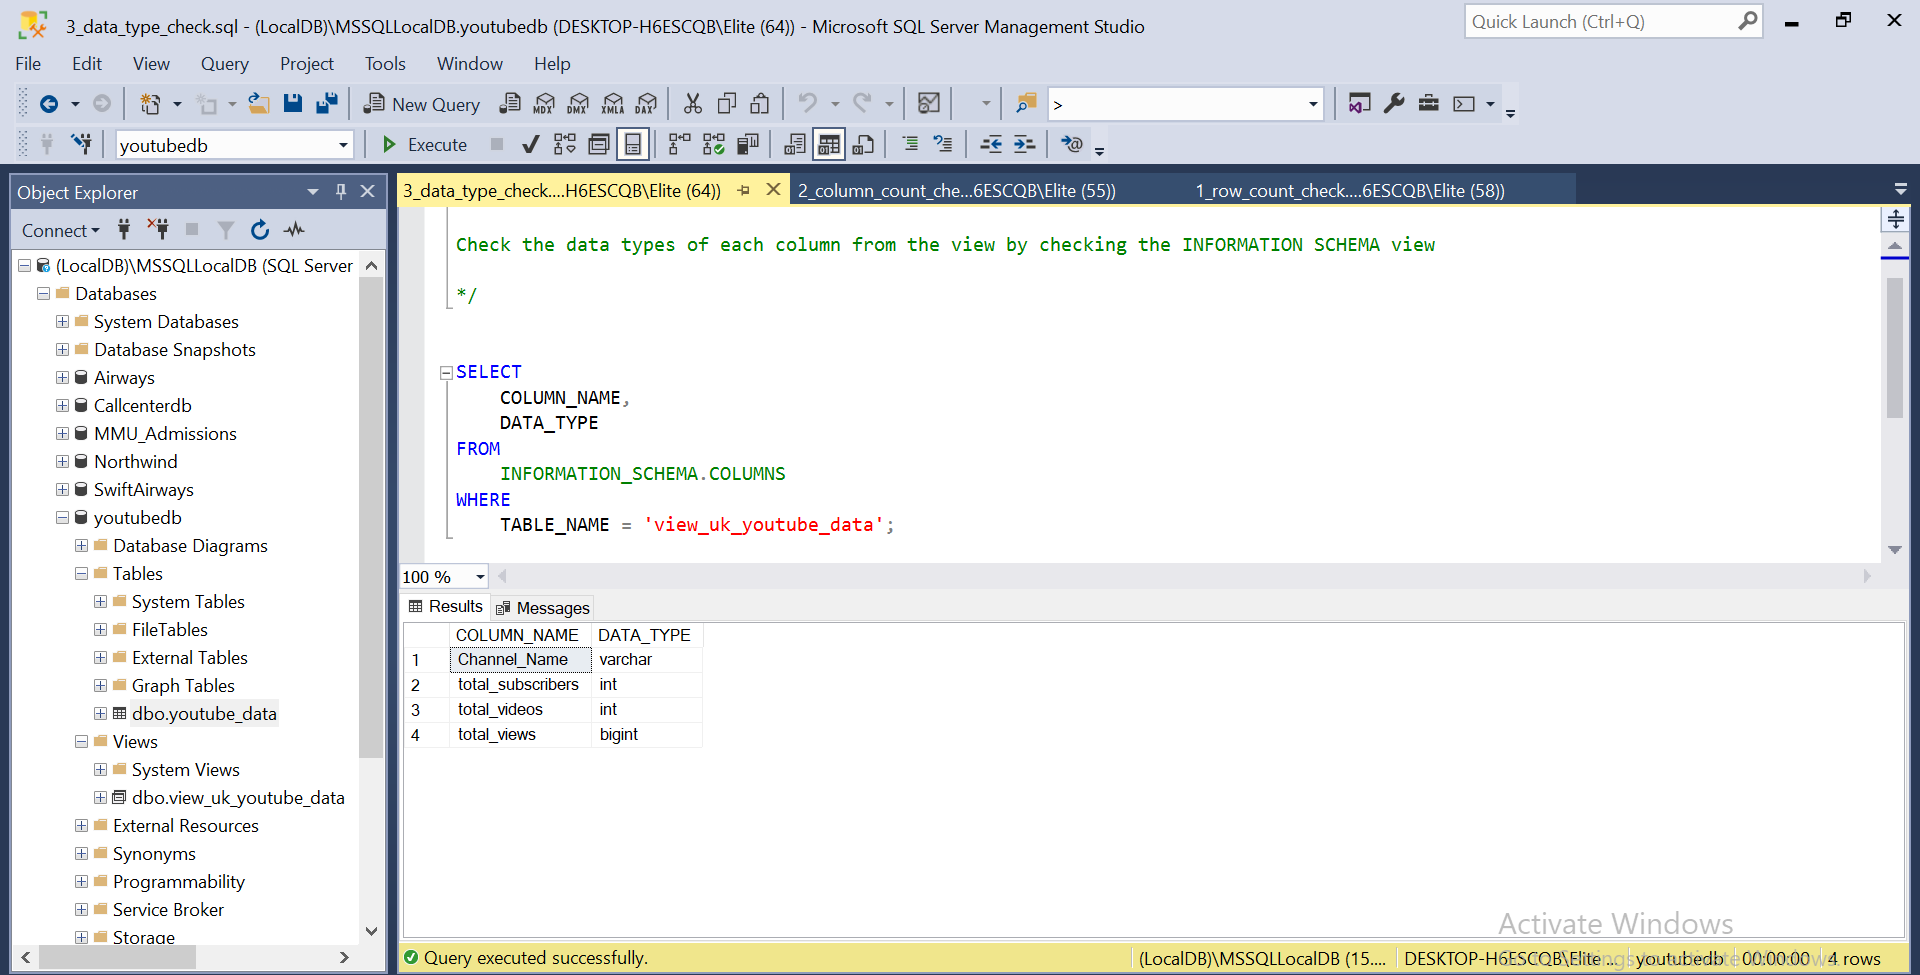 3_data_type_check.sql - (LocalDB)\MSSQLLocalDB.youtubedb (DESKTOP-H6ESCQB\Elite (64)) - Microsoft SQL Server Management Studio
Quick Launch (Ctrl+Q)
File Edit View Query Project Tools Window Help
New Query MDX DMX XMLA DAX >
youtubedb Execute
Object Explorer
Connect
(LocalDB)\MSSQLLocalDB (SQL Server
Databases
System Databases
Database Snapshots
Airways
Callcenterdb
MMU_Admissions
Northwind
SwiftAirways
youtubedb
Database Diagrams
Tables
System Tables
FileTables
External Tables
Graph Tables
dbo.youtube_data
Views
System Views
dbo.view_uk_youtube_data
External Resources
Synonyms
Programmability
Service Broker
Storage
3_data_type_check....H6ESCQB\Elite (64)) 2_column_count_che...6ESCQB\Elite (55)) 1_row_count_check....6ESCQB\Elite (58))
Check the data types of each column from the view by checking the INFORMATION SCHEMA view
*/
SELECT
COLUMN_NAME,
DATA_TYPE
FROM
INFORMATION_SCHEMA.COLUMNS
WHERE
TABLE_NAME = 'view_uk_youtube_data';
100 %
Results Messages
COLUMN_NAME DATA_TYPE
1 Channel_Name varchar
2 total_subscribers int
3 total_videos int
4 total_views bigint
Activate Windows
Query executed successfully. (LocalDB)\MSSQLLocalDB (15.... DESKTOP-H6ESCQB\Elite ... youtubedb 00:00:00 4 rows